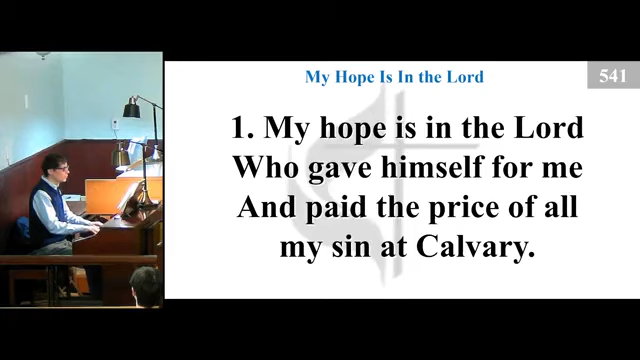 My Hope Is In the Lord
541
1. My hope is in the Lord
Who gave himself for me
And paid the price of all
my sin at Calvary.